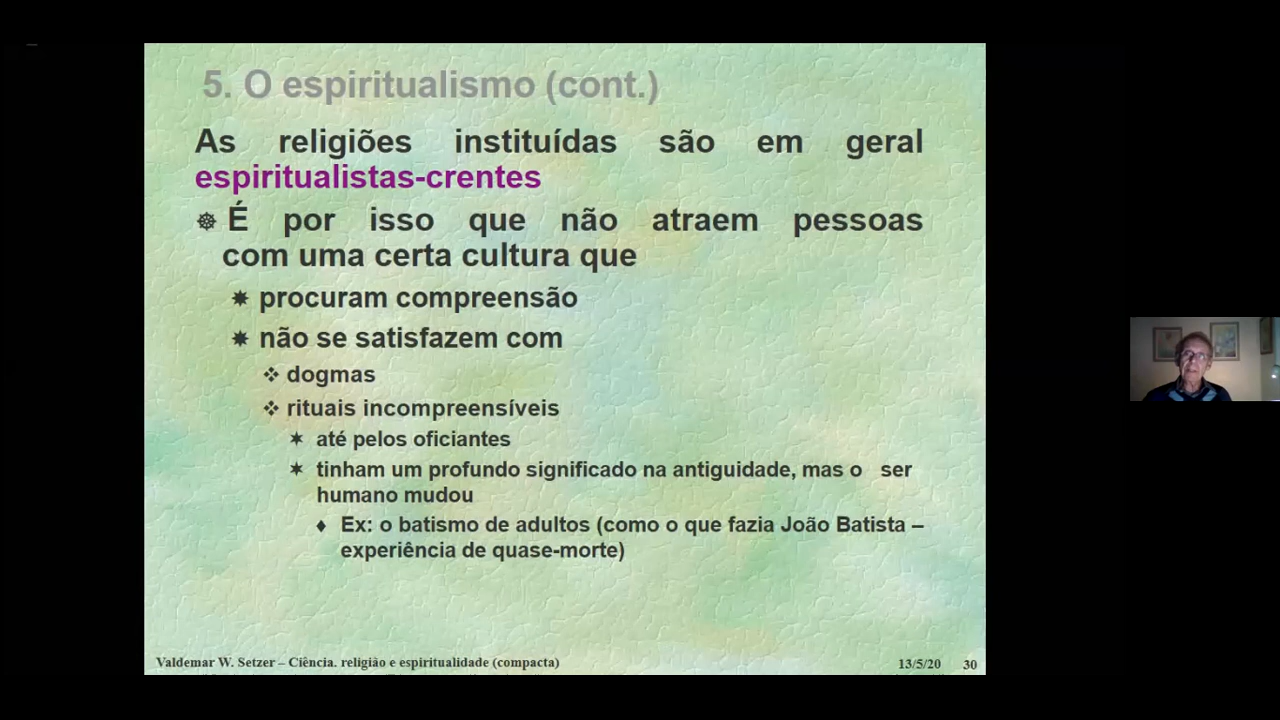 5. O espiritualismo (cont.)
As religiões instituídas são em geral
espiritualistas-crentes
É por isso que não atraem pessoas
com uma certa cultura que
procuram compreensão
não se satisfazem com
dogmas
rituais incompreensíveis
até pelos oficiantes
tinham um profundo significado na antiguidade, mas o ser
humano mudou
Ex: o batismo de adultos (como o que fazia João Batista –
experiência de quase-morte)
Valdemar W. Setzer – Ciência. religião e espiritualidade (compacta) 13/5/20 30